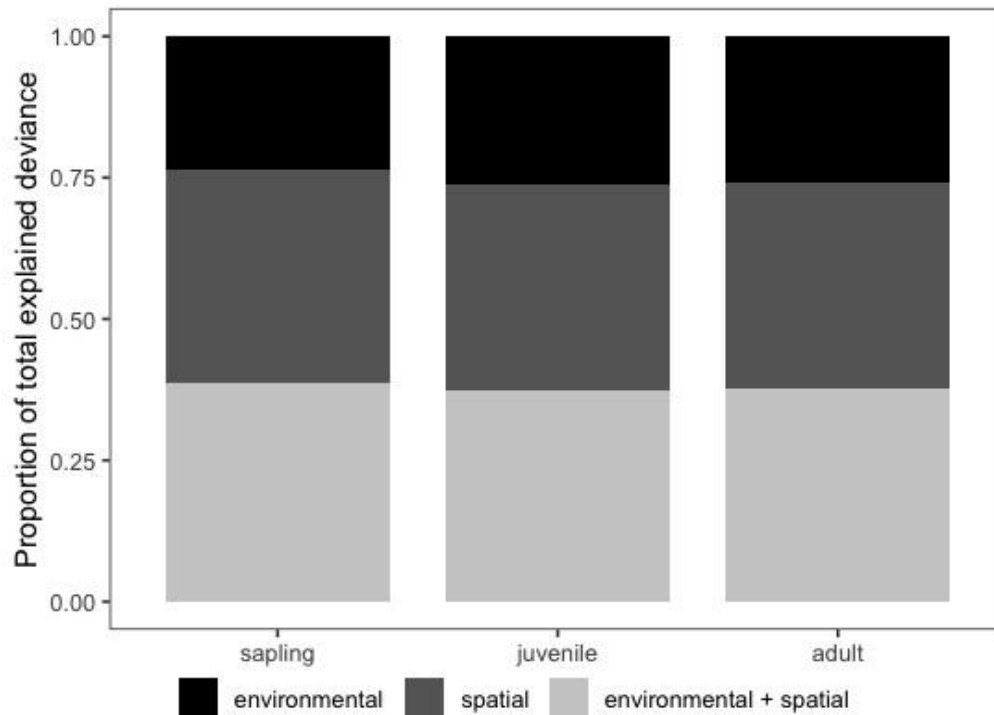 Proportion of total explained deviance
1.00
0.75
0.50
0.25
0.00
sapling juvenile adult
environmental spatial environmental + spatial